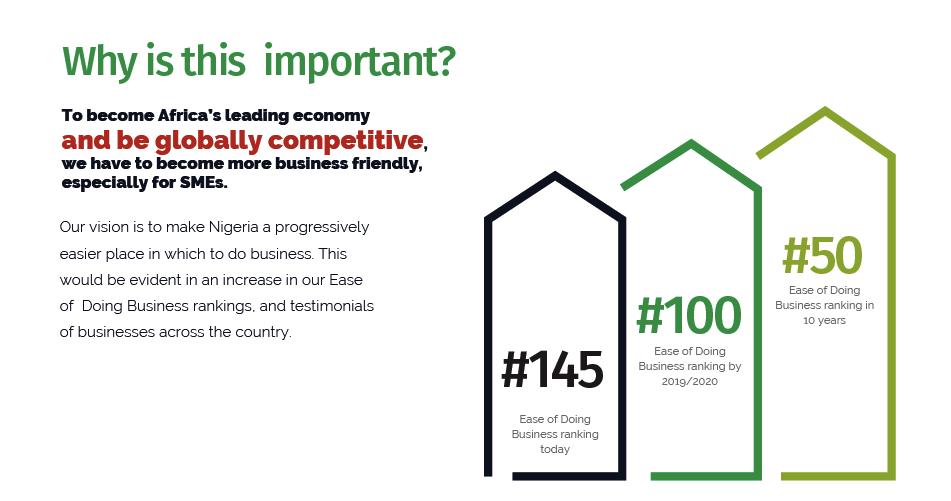 Why is this important?
To become Africa's leading economy
and be globally competitive,
we have to become more business friendly,
especially for SMEs.
Our vision is to make Nigeria a progressively
easier place in which to do business. This
would be evident in an increase in our Ease
of Doing Business rankings, and testimonials
of businesses across the country.
#145
Ease of Doing
Business ranking
today
#100
Ease of Doing
Business ranking by
2019/2020
#50
Ease of Doing
Business ranking in
10 years